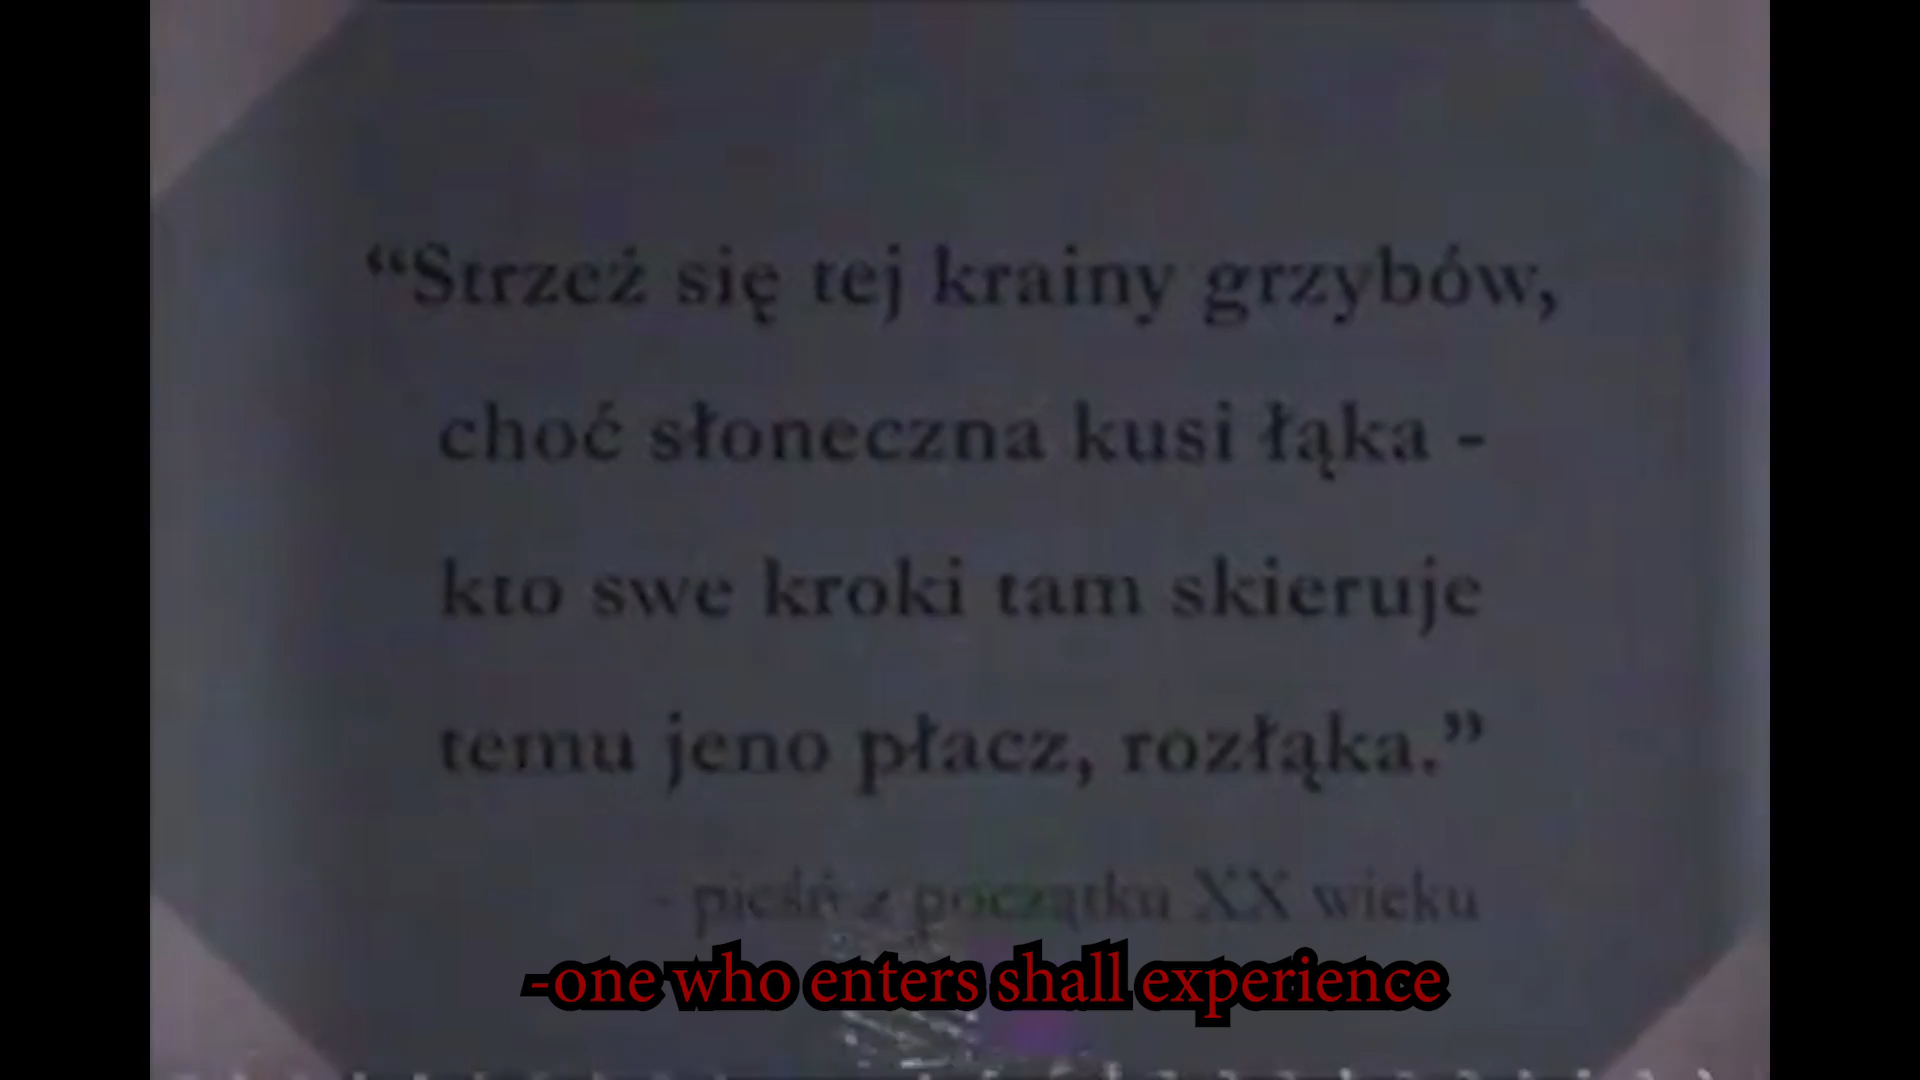 “Strzeż się tej krainy grzybów,
choć słoneczna kusi łąka -
kto swe kroki tam skieruje
temu jeno płacz, rozłąka.”
- pieśń z początku XX wieku
-one who enters shall experience